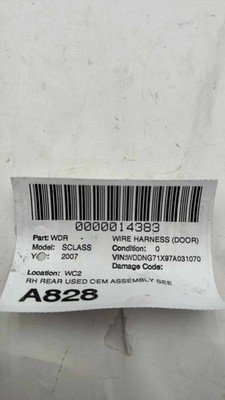 0000014383
Part: WDR - WIRE HARNESS (DOOR)
Model: SCLASS Condition: 0
2007 VIN:WDDNG71X97A031070
Damage Code:
Location: WC2
RH REAR USED OEM ASSEMBLY SEE
A828